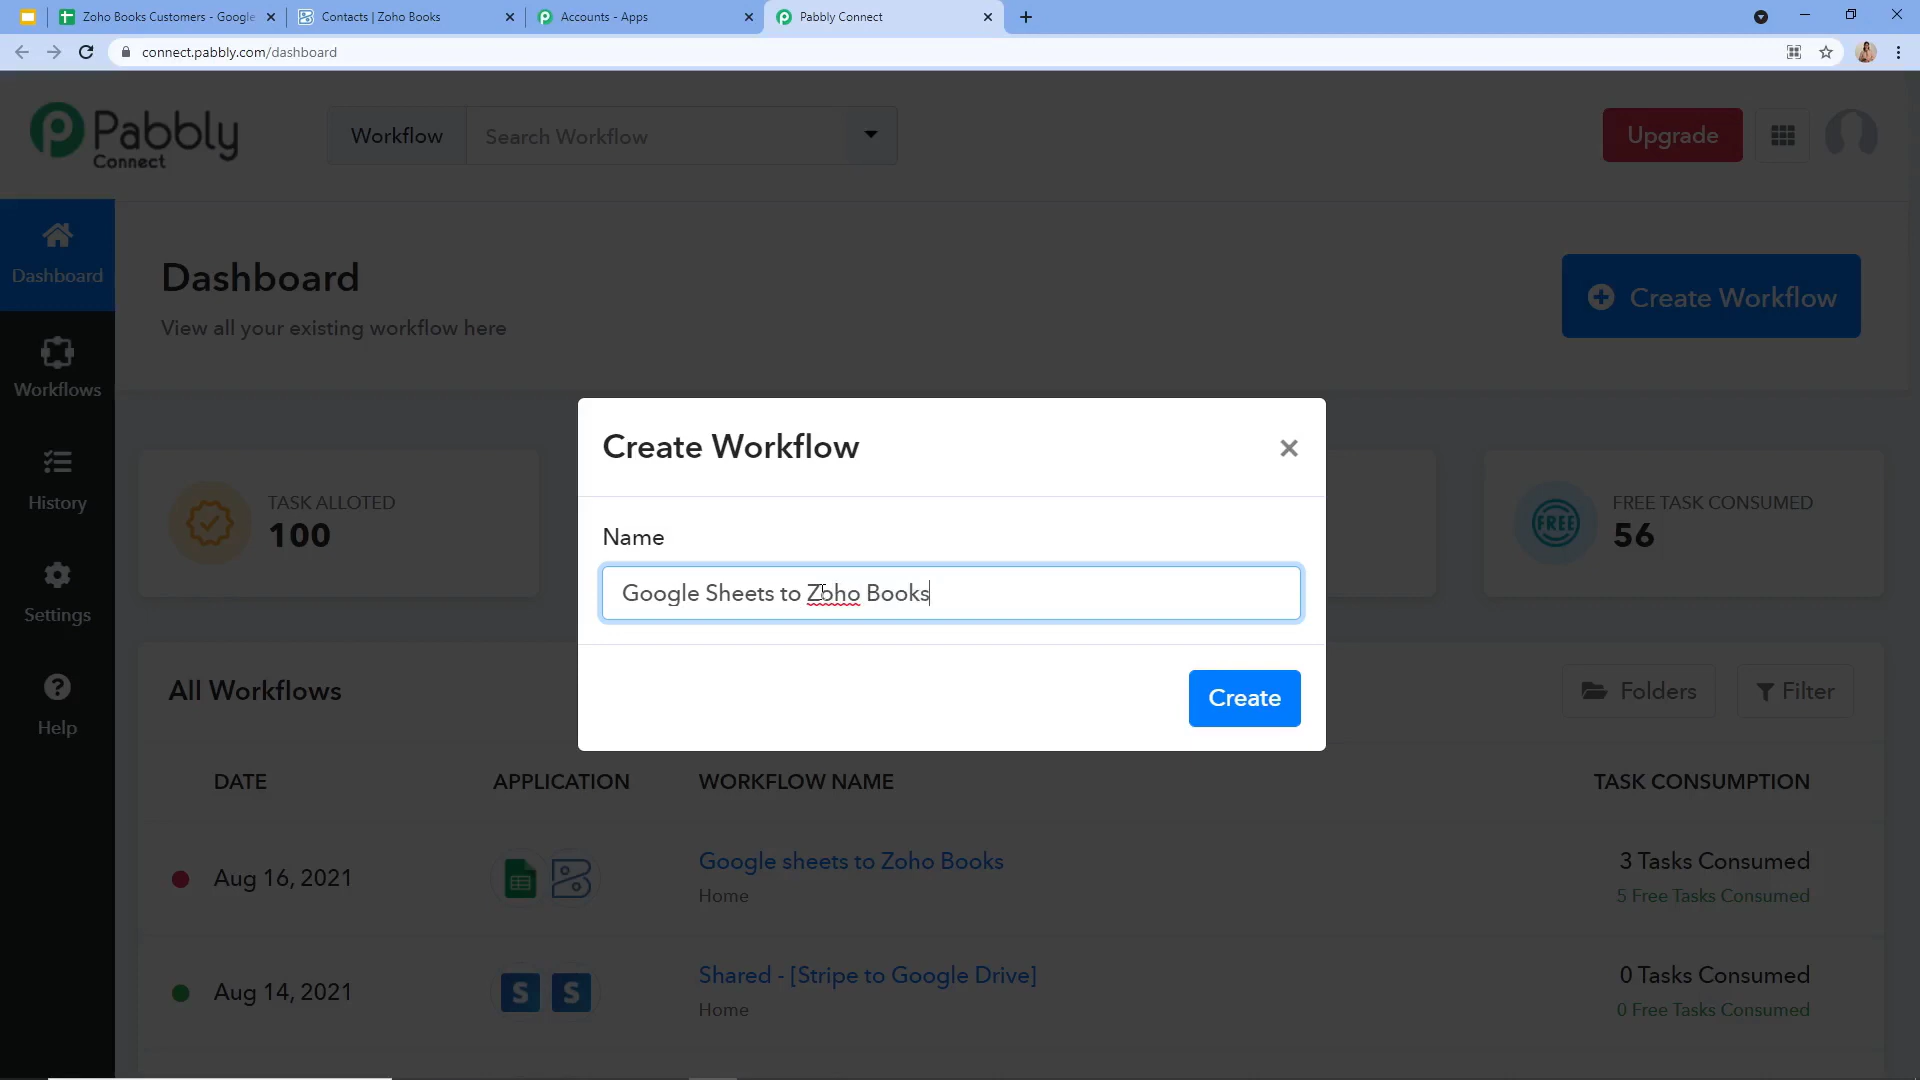 Zoho Books Customers - Google
Contacts | Zoho Books
Accounts - Apps
Pabbly Connect
connect.pabbly.com/dashboard
Pabbly
Connect
Workflow
Search Workflow
Upgrade
Dashboard
Workflows
History
Settings
Help
Dashboard
View all your existing workflow here
Create Workflow
TASK ALLOTED
100
FREE
FREE TASK CONSUMED
56
Create Workflow
Name
Google Sheets to Zoho Books
Create
All Workflows
Folders
Filter
DATE
APPLICATION
WORKFLOW NAME
TASK CONSUMPTION
Aug 16, 2021
Google sheets to Zoho Books
Home
3 Tasks Consumed
5 Free Tasks Consumed
Aug 14, 2021
S
S
Shared - [Stripe to Google Drive]
Home
0 Tasks Consumed
0 Free Tasks Consumed